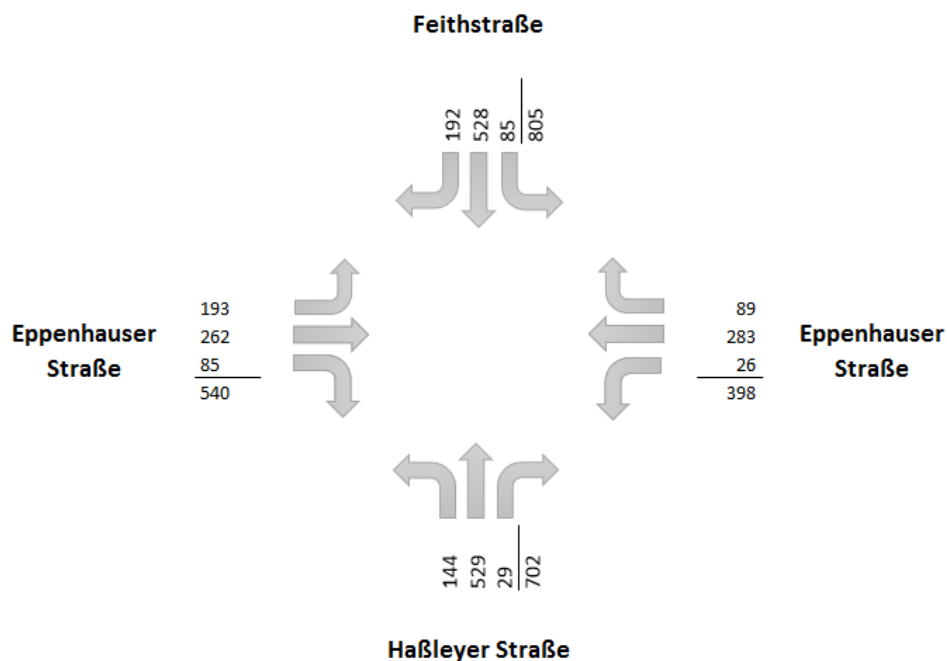 Feithstraße
192
528
85
805
193
262
85
540
Eppenhauser
Straße
89
283
26
398
Eppenhauser
Straße
144
529
29
702
Haßleyer Straße